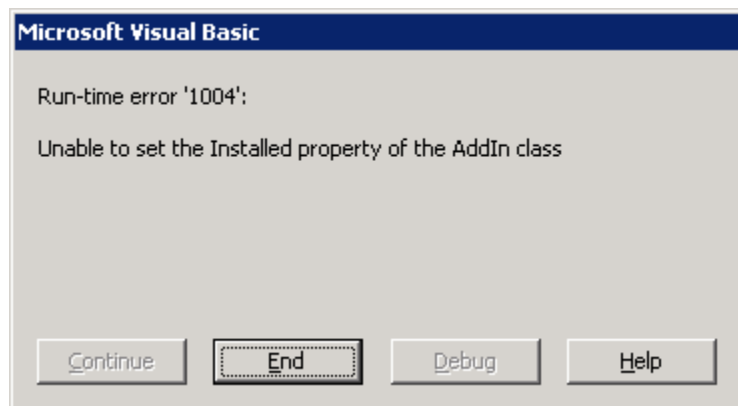 Microsoft Visual Basic
Run-time error '1004':
Unable to set the Installed property of the AddIn class
Continue End Debug Help